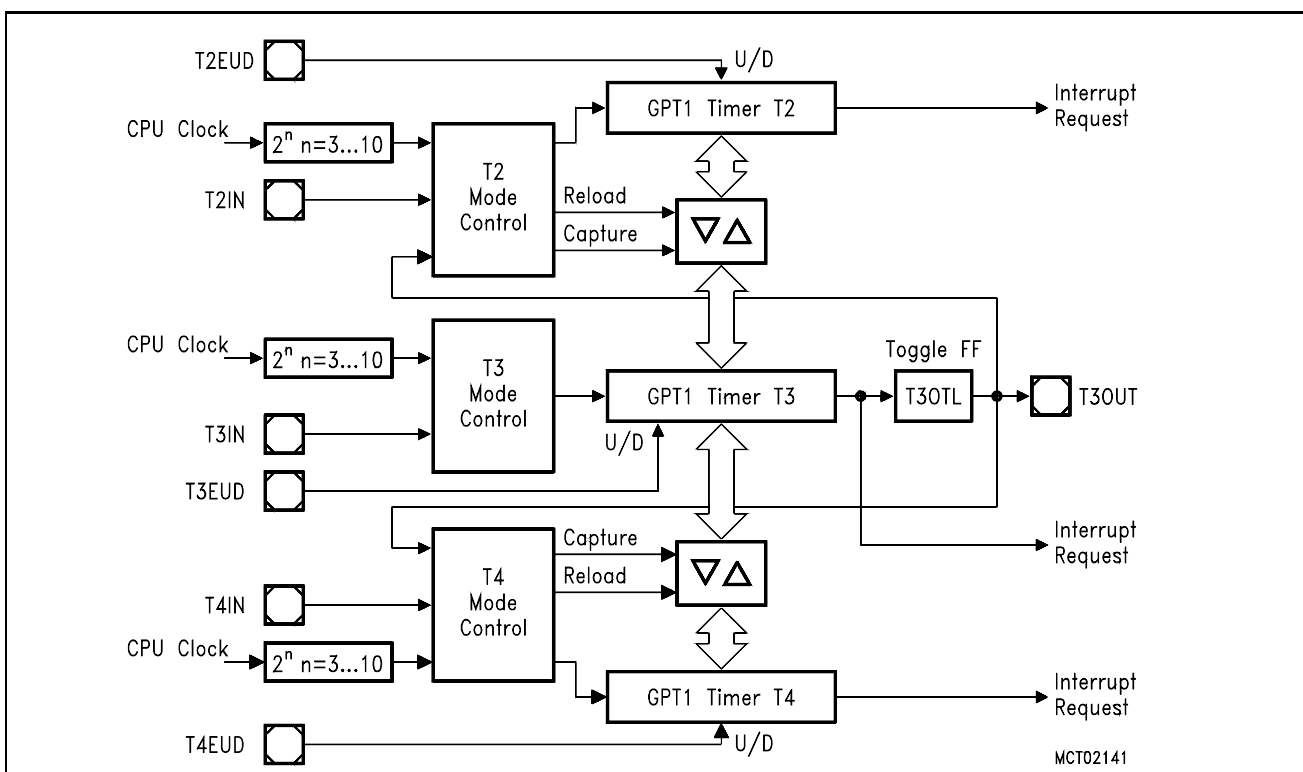 T2EUD
U/D
GPT1 Timer T2
Interrupt
Request
CPU Clock
2ⁿ n=3...10
T2
Mode
Control
T2IN
Reload
Capture
CPU Clock
2ⁿ n=3...10
T3
Mode
Control
GPT1 Timer T3
Toggle FF
T3OTL
T3OUT
T3IN
U/D
T3EUD
Capture
Reload
Interrupt
Request
T4
Mode
Control
T4IN
CPU Clock
2ⁿ n=3...10
GPT1 Timer T4
Interrupt
Request
T4EUD
U/D
MCT02141